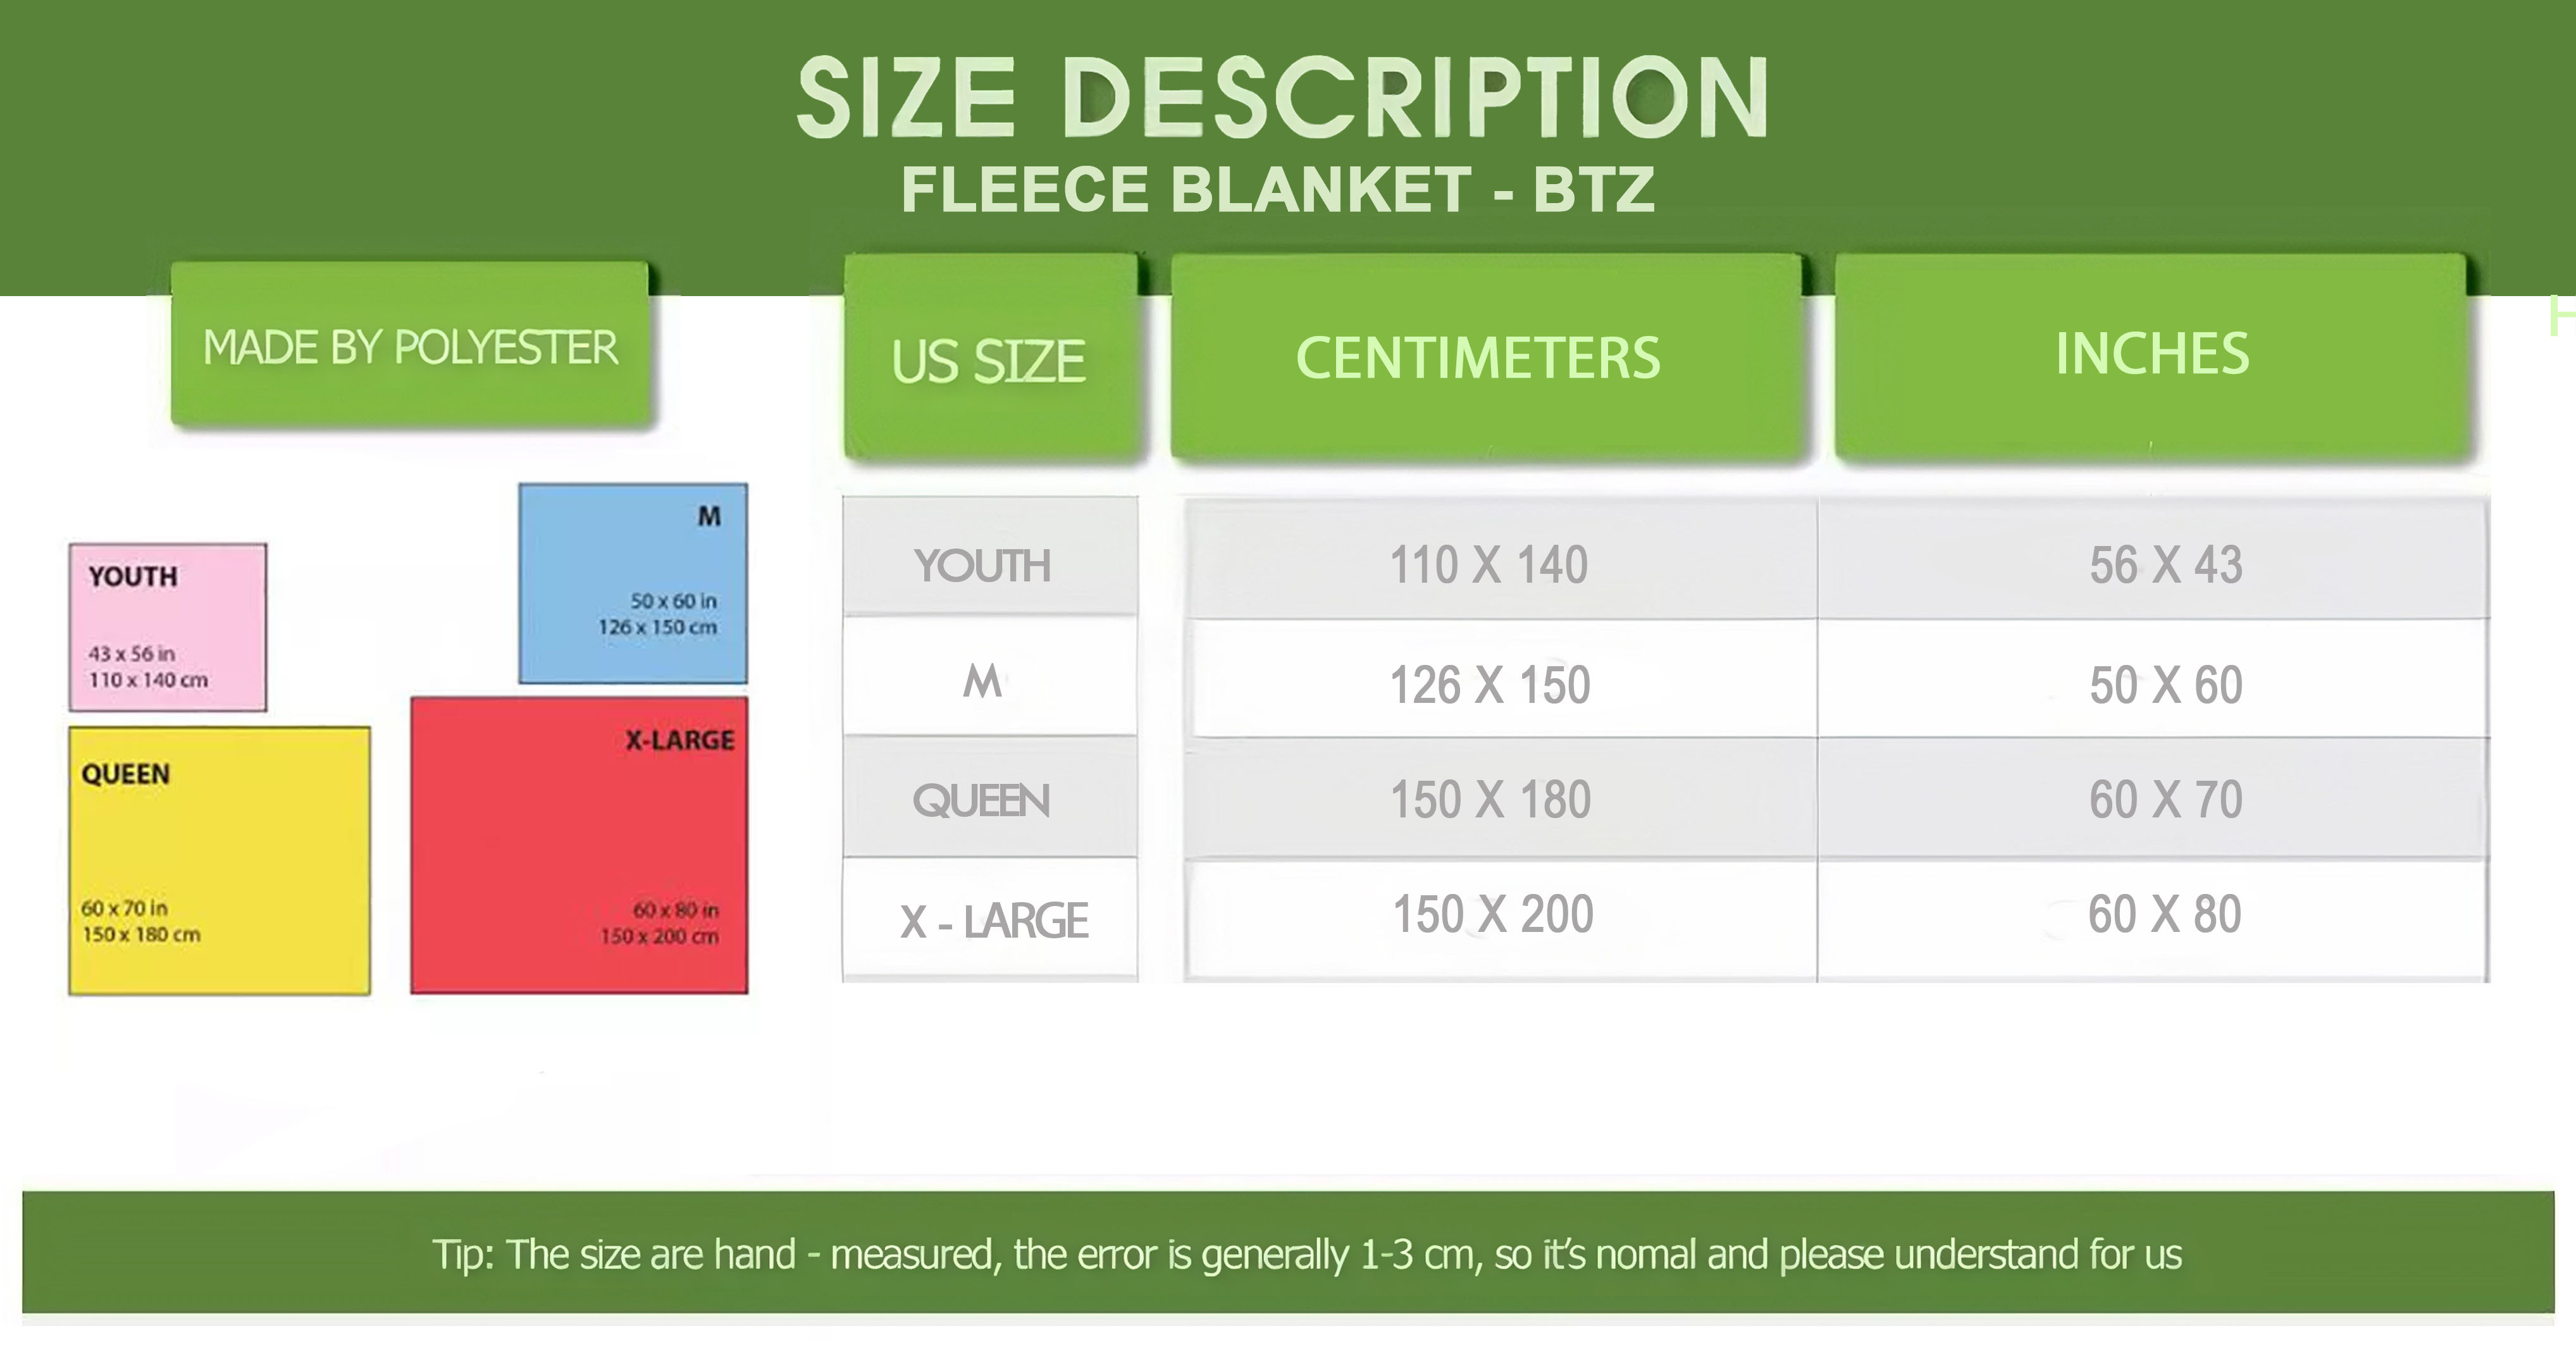 SIZE DESCRIPTION
FLEECE BLANKET - BTZ
MADE BY POLYESTER
US SIZE
CENTIMETERS
INCHES
H
YOUTH
43 x 56 in
110 x 140 cm
M
50 x 60 in
126 x 150 cm
QUEEN
60 x 70 in
150 x 180 cm
X-LARGE
60 x 80 in
150 x 200 cm
YOUTH 110 X 140 56 X 43
M 126 X 150 50 X 60
QUEEN 150 X 180 60 X 70
X - LARGE 150 X 200 60 X 80
Tip: The size are hand - measured, the error is generally 1-3 cm, so it's nomal and please understand for us